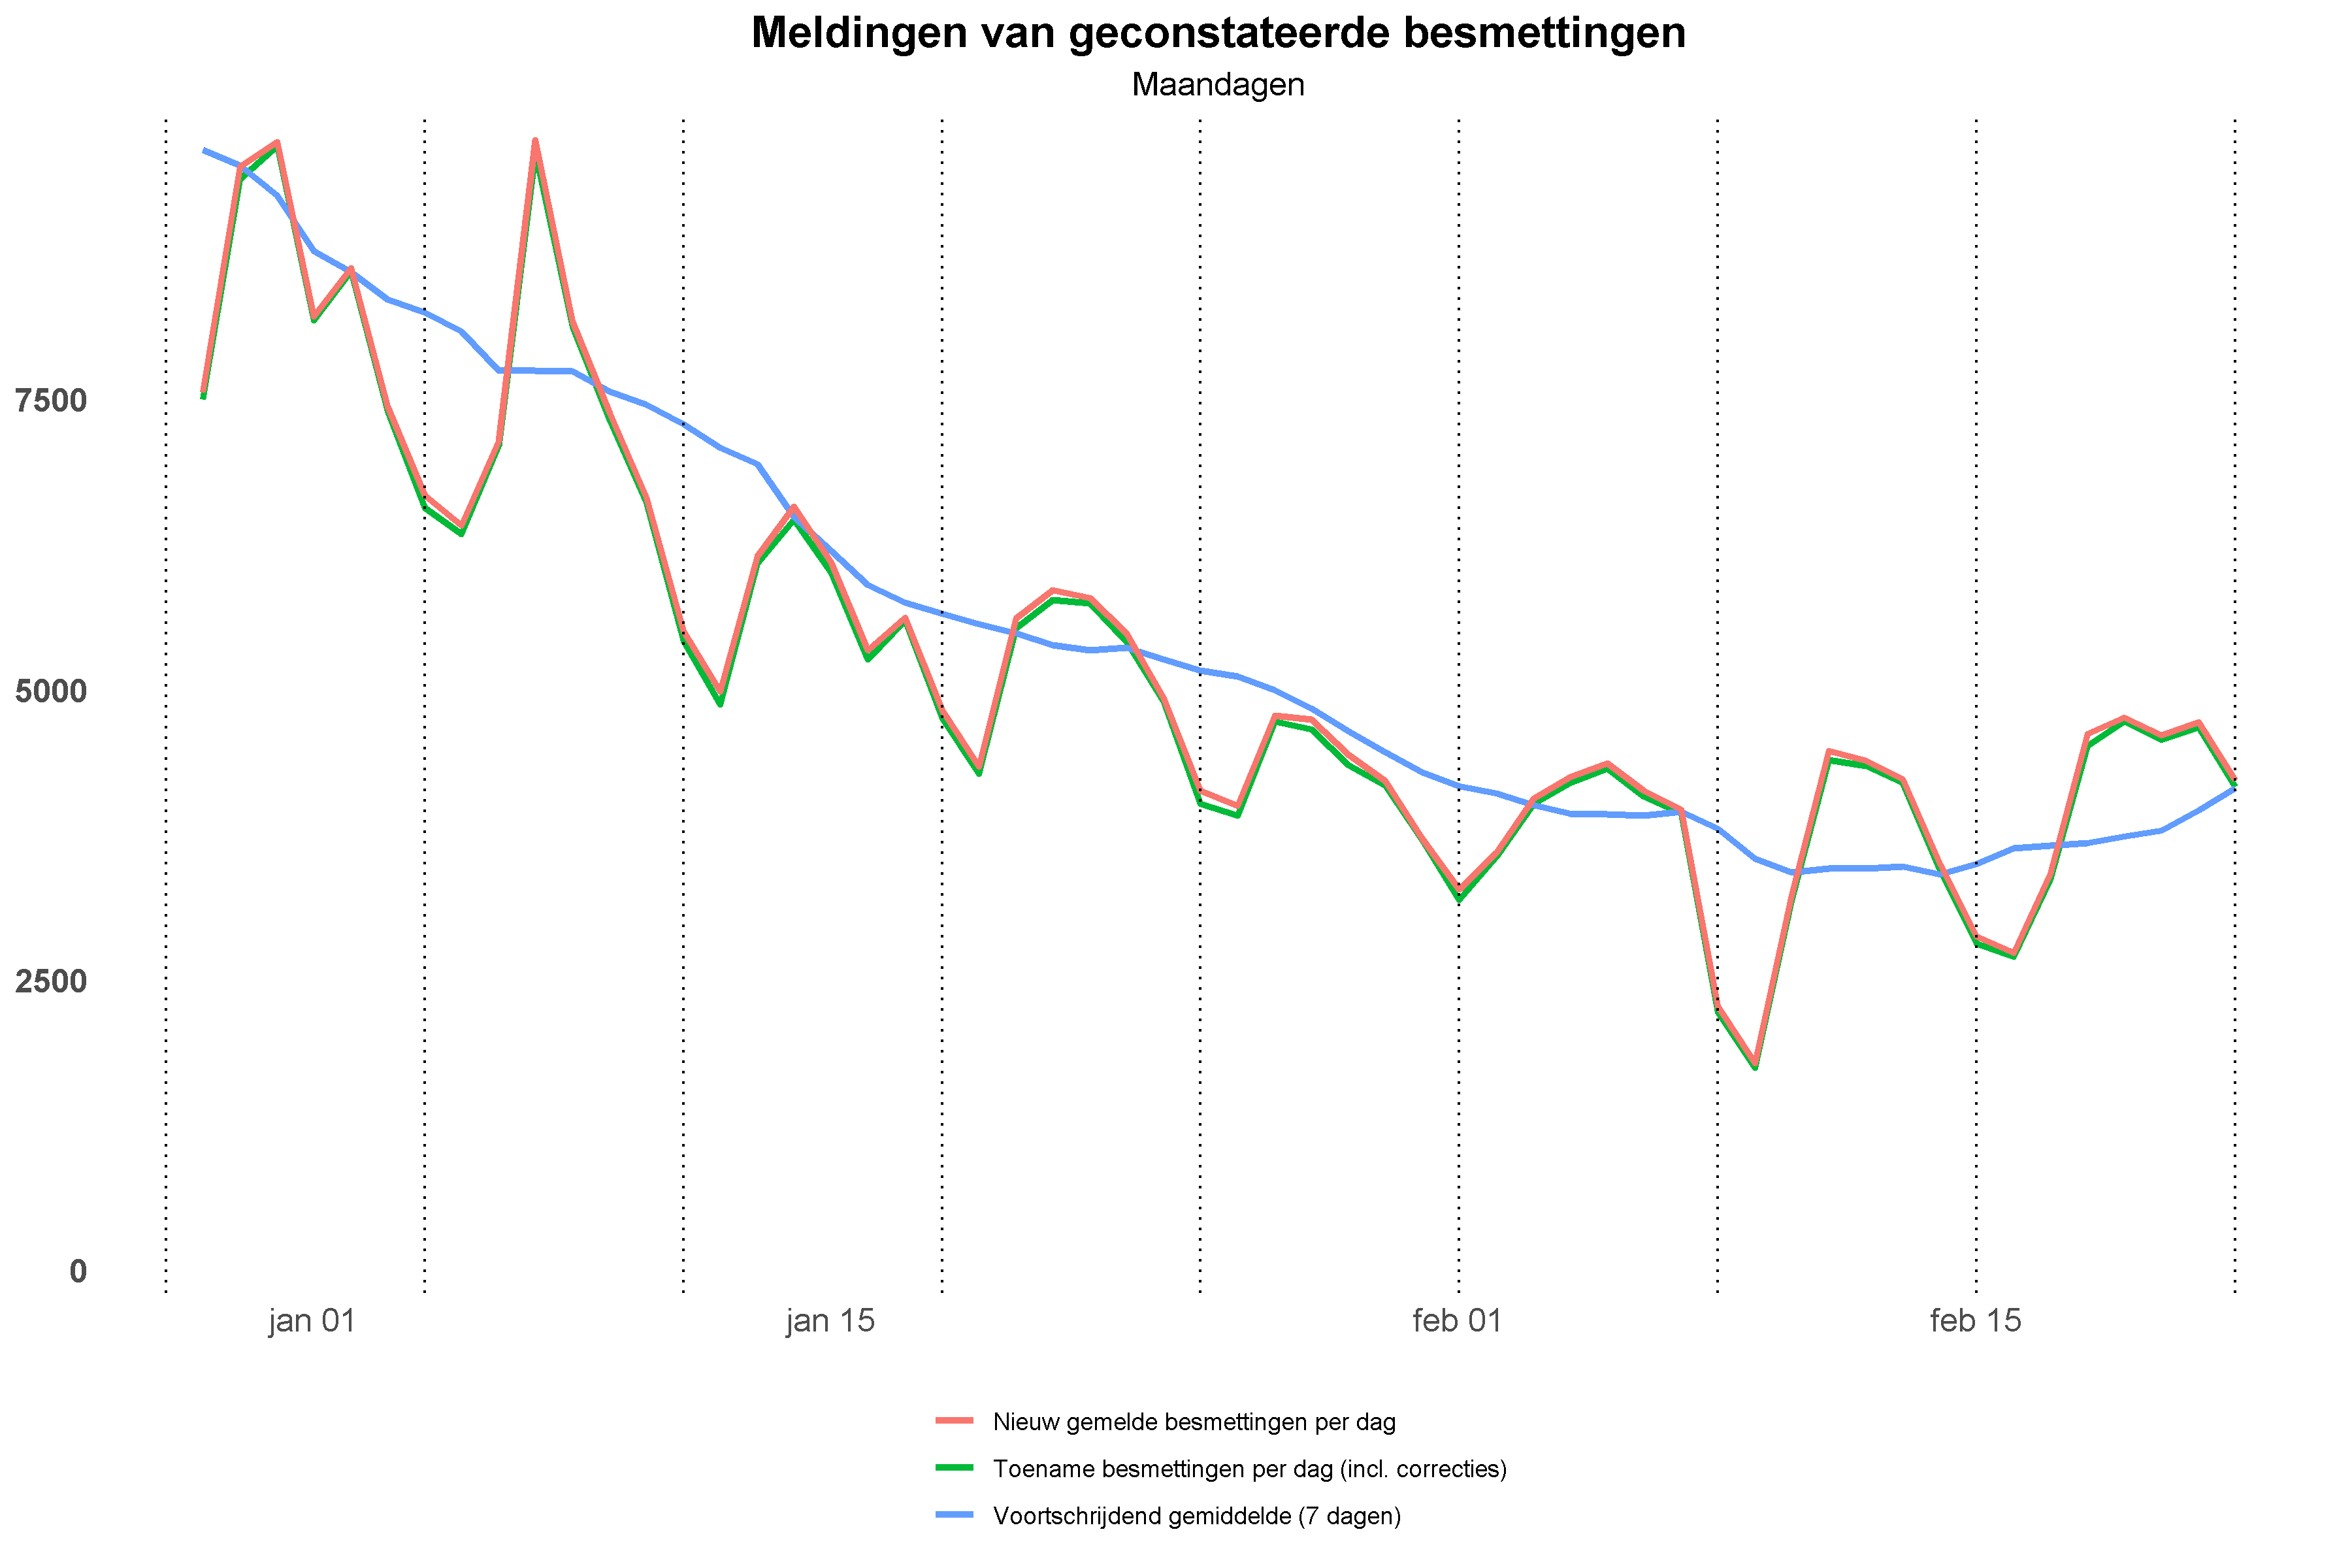 Meldingen van geconstateerde besmettingen
Maandagen
7500
5000
2500
0
jan 01
jan 15
feb 01
feb 15
Nieuw gemelde besmettingen per dag
Toename besmettingen per dag (incl. correcties)
Voortschrijdend gemiddelde (7 dagen)